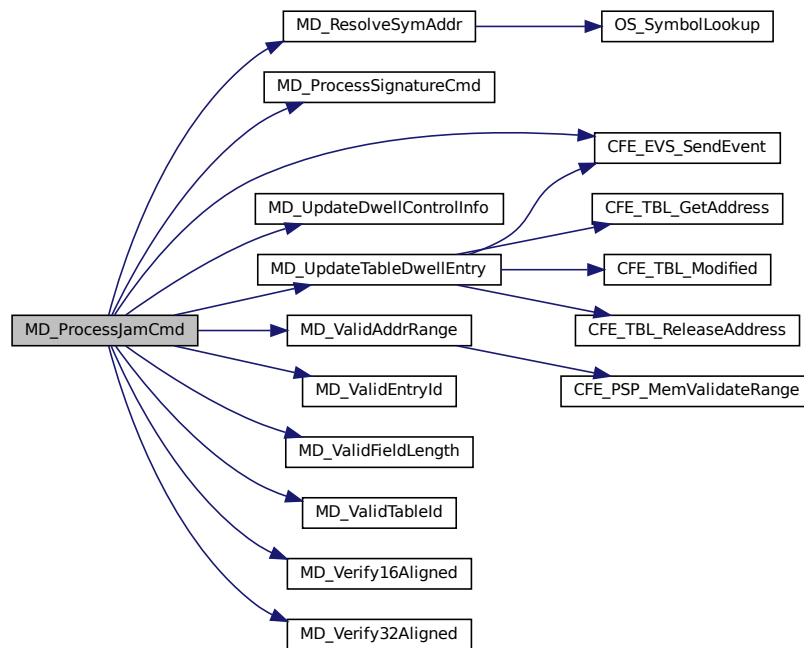 MD_ResolveSymAddr
OS_SymbolLookup
MD_ProcessSignatureCmd
CFE_EVS_SendEvent
MD_UpdateDwellControlInfo
CFE_TBL_GetAddress
MD_UpdateTableDwellEntry
CFE_TBL_Modified
MD_ProcessJamCmd
MD_ValidAddrRange
CFE_TBL_ReleaseAddress
MD_ValidEntryId
CFE_PSP_MemValidateRange
MD_ValidFieldLength
MD_ValidTableId
MD_Verify16Aligned
MD_Verify32Aligned